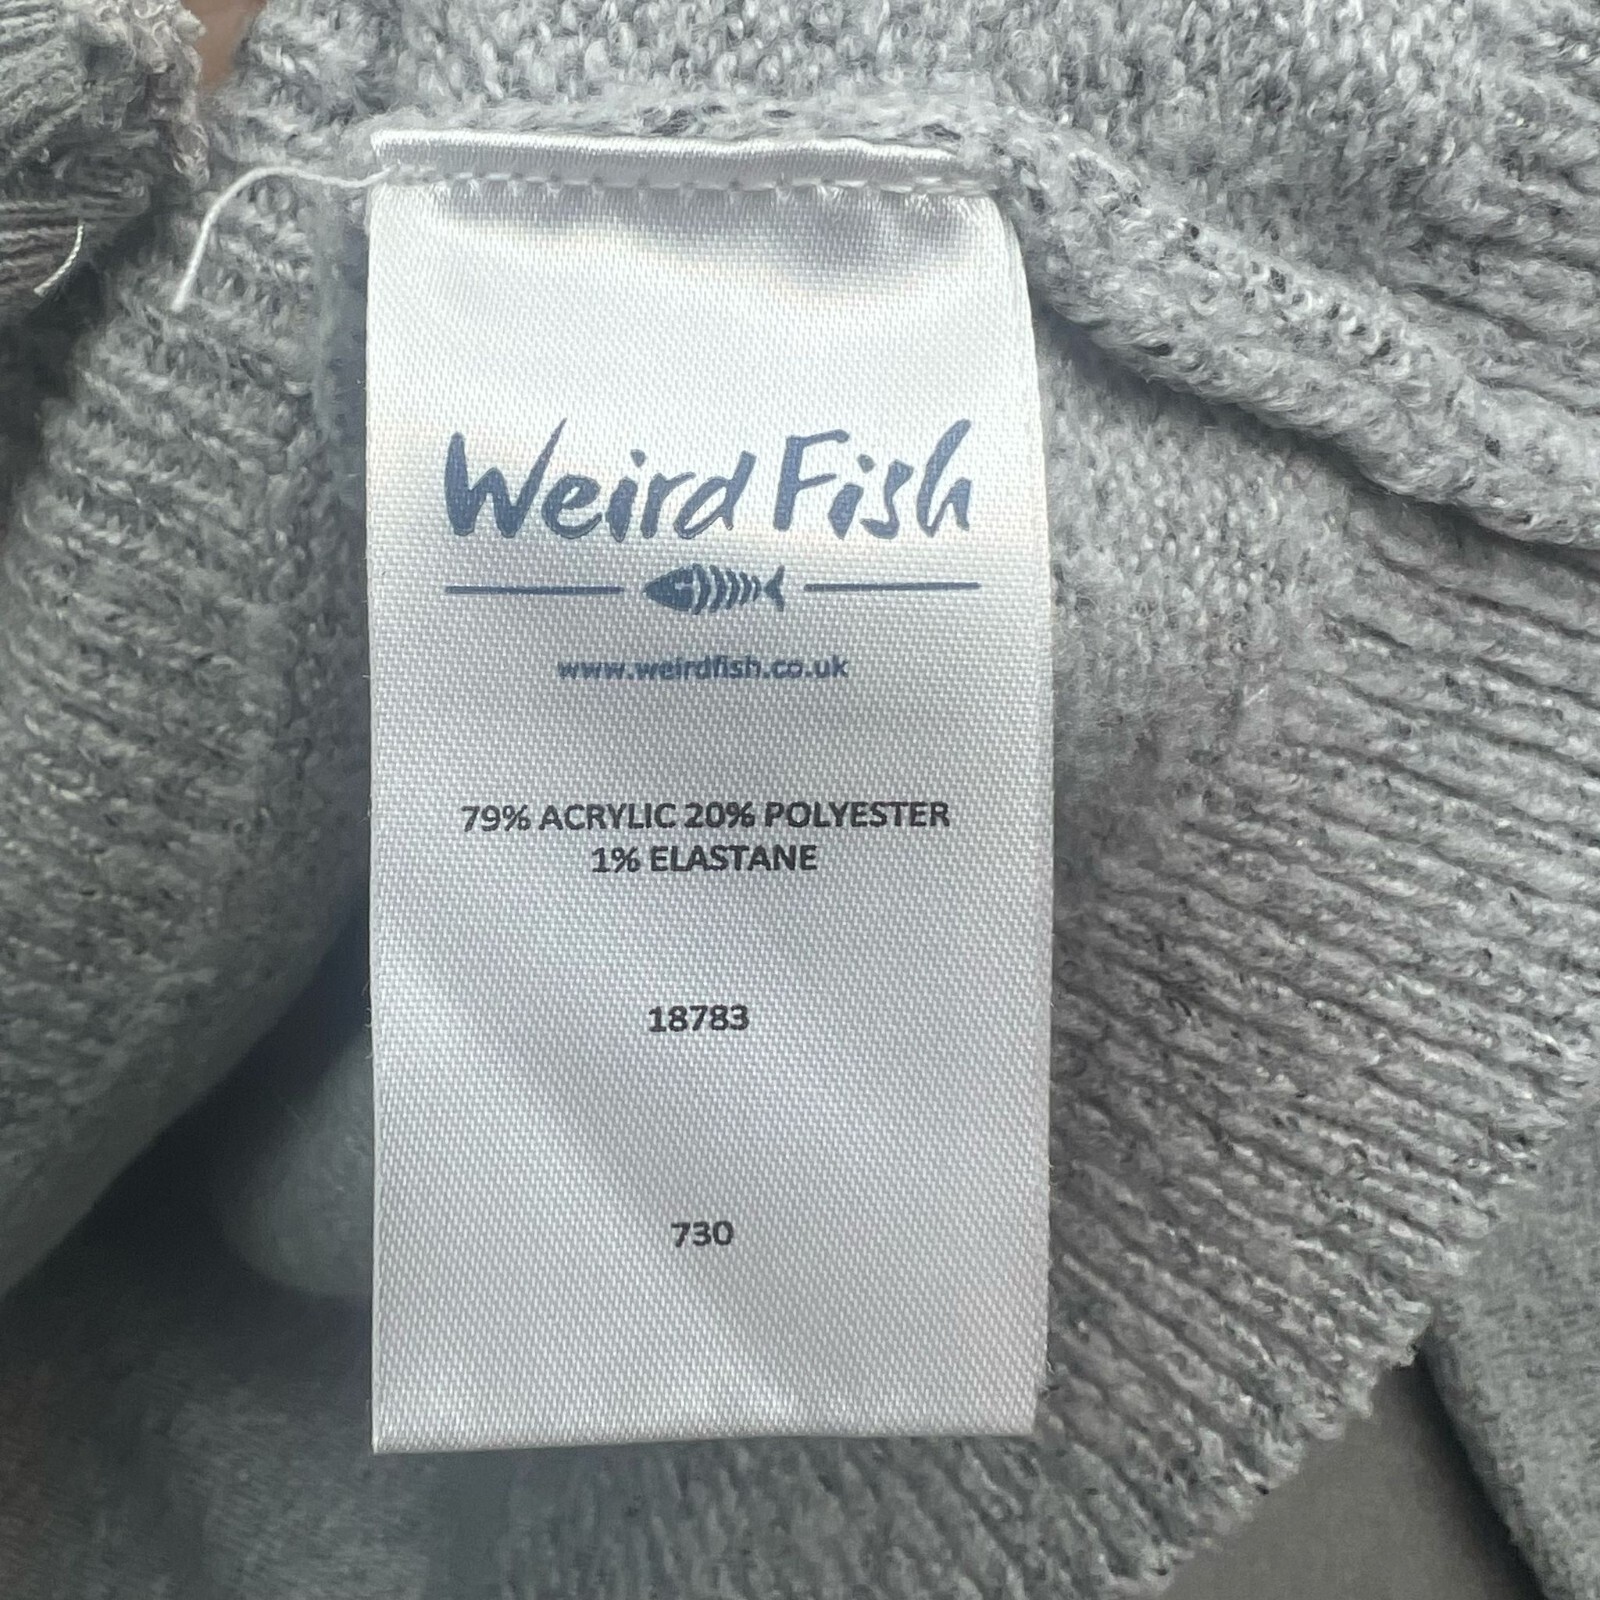 Weird Fish
www.weirdfish.co.uk
79% ACRYLIC 20% POLYESTER
1% ELASTANE
18783
730